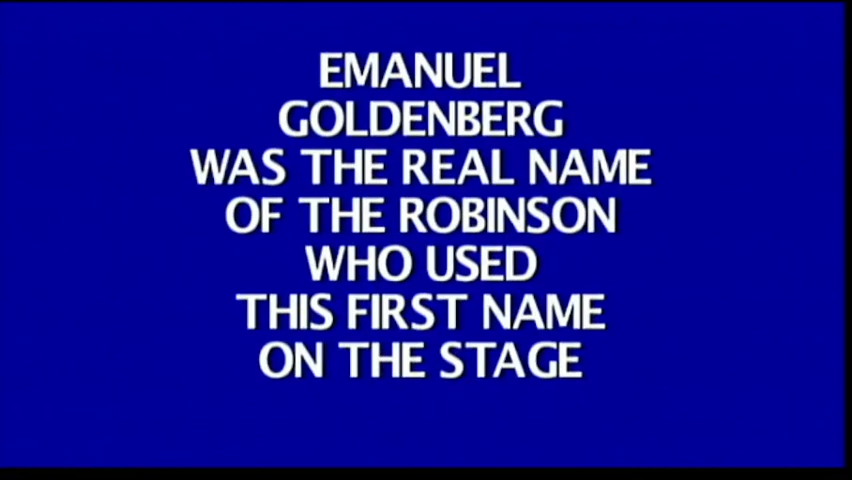 EMANUEL
GOLDENBERG
WAS THE REAL NAME
OF THE ROBINSON
WHO USED
THIS FIRST NAME
ON THE STAGE